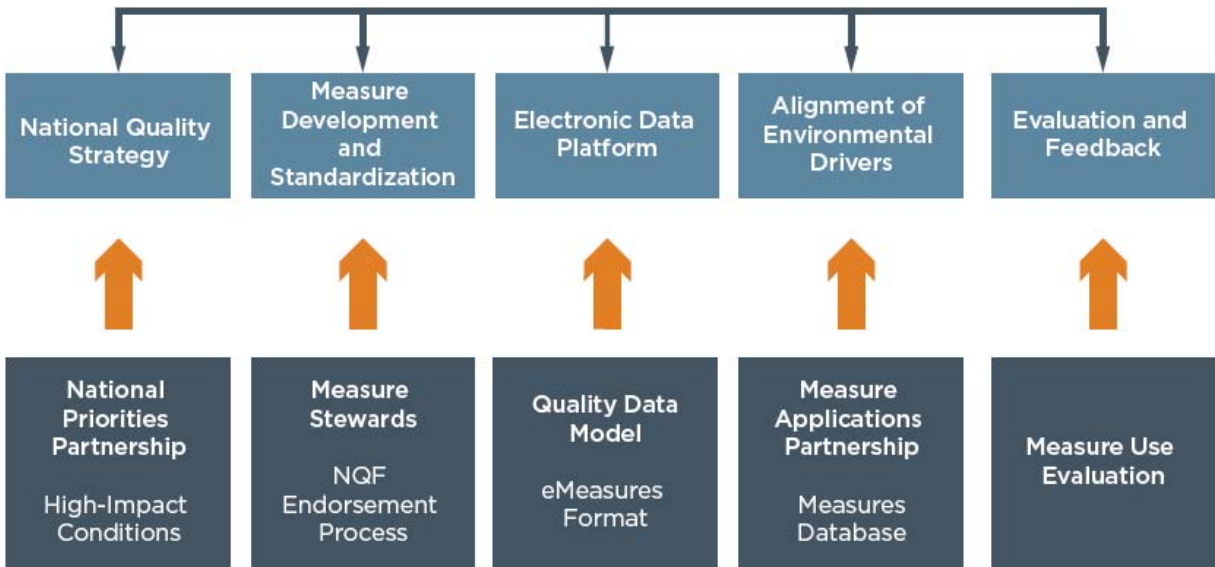 National Quality
Strategy
Measure
Development
and
Standardization
Electronic Data
Platform
Alignment of
Environmental
Drivers
Evaluation and
Feedback
National
Priorities
Partnership
High-Impact
Conditions
Measure
Stewards
NQF
Endorsement
Process
Quality Data
Model
eMeasures
Format
Measure
Applications
Partnership
Measures
Database
Measure Use
Evaluation